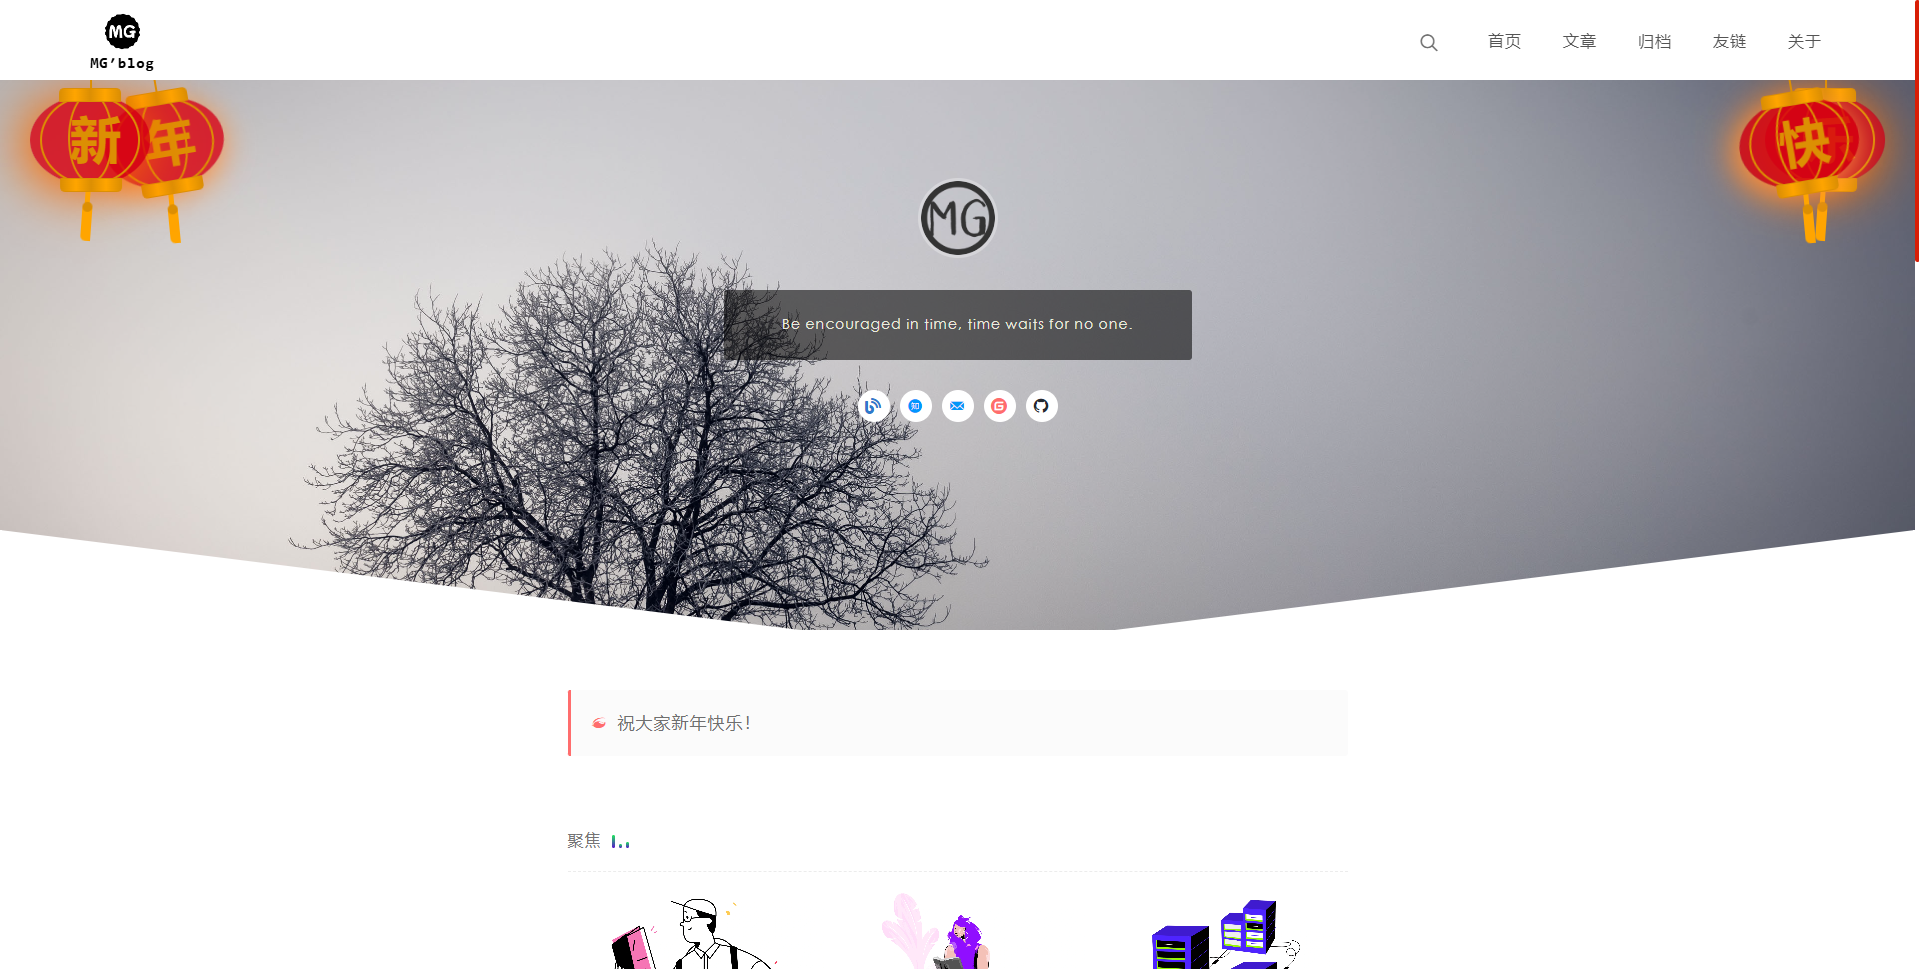 MG
MG'blog
首页 文章 归档 友链 关于
新 年 快
MG
Be encouraged in time, time waits for no one.
知
祝大家新年快乐！
聚焦